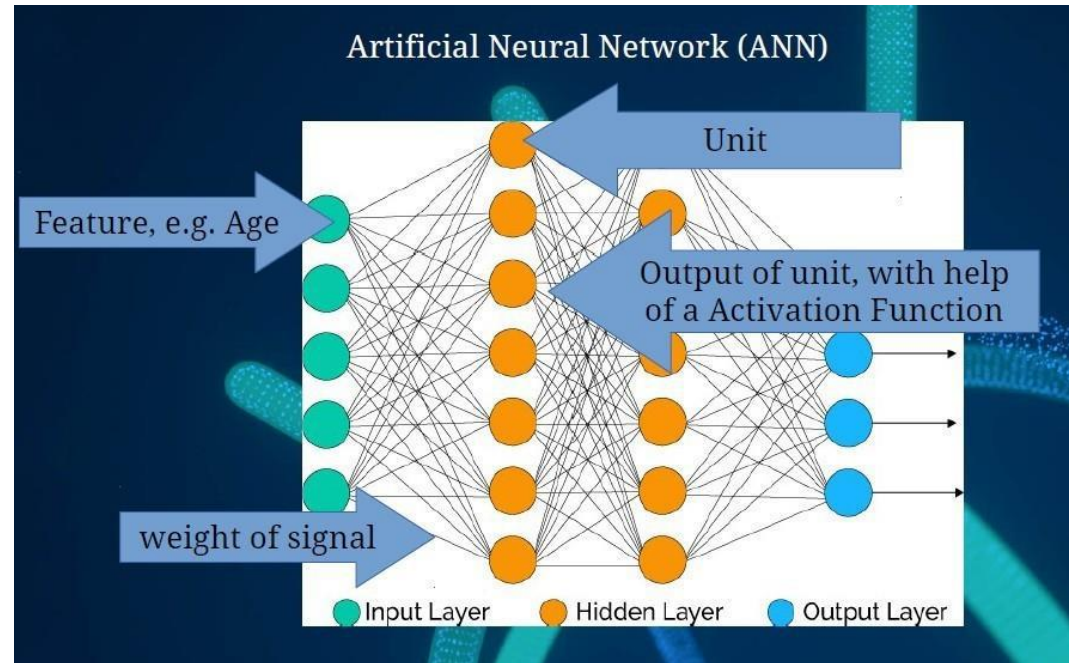 Artificial Neural Network (ANN)
Unit
Feature, e.g. Age
Output of unit, with help
of a Activation Function
weight of signal
Input Layer
Hidden Layer
Output Layer